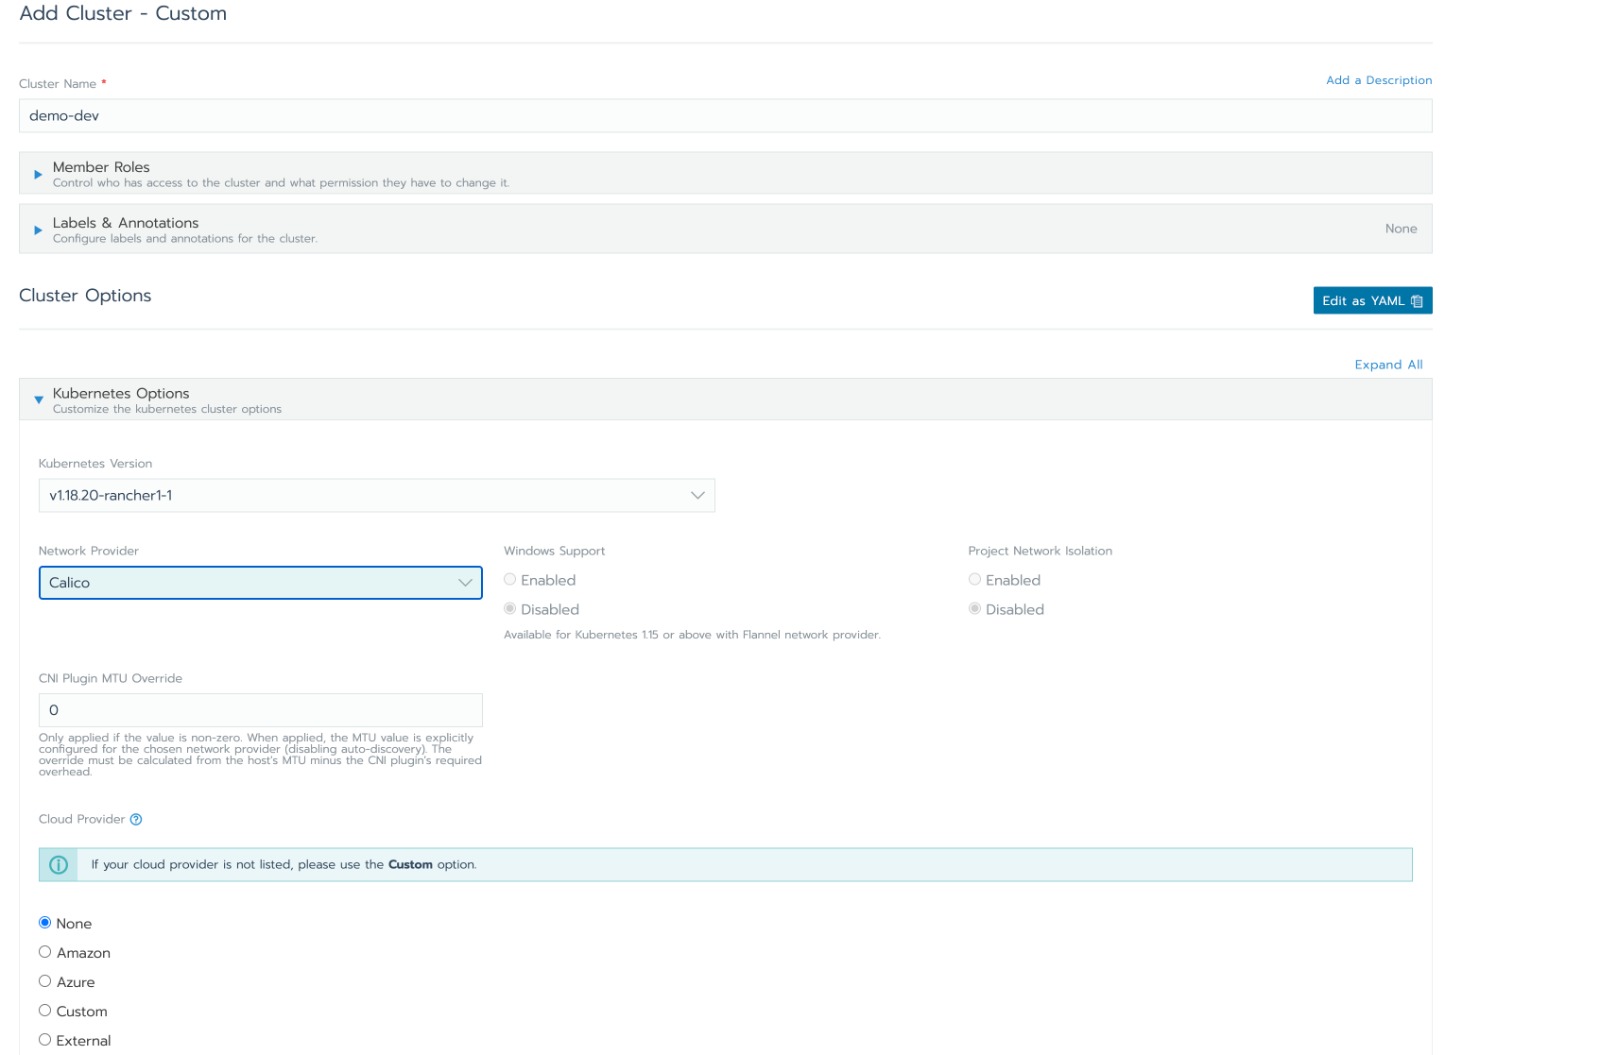 Add Cluster - Custom
Cluster Name *
Add a Description
demo-dev
Member Roles
Control who has access to the cluster and what permission they have to change it.
Labels & Annotations
Configure labels and annotations for the cluster.
None
Cluster Options
Edit as YAML
Expand All
Kubernetes Options
Customize the kubernetes cluster options
Kubernetes Version
v1.18.20-rancher1-1
Network Provider
Calico
Windows Support
Enabled
Disabled
Available for Kubernetes 1.15 or above with Flannel network provider.
Project Network Isolation
Enabled
Disabled
CNI Plugin MTU Override
0
Only applied if the value is non-zero. When applied, the MTU value is explicitly
configured for the chosen network provider (disabling auto-discovery). The
override must be calculated from the host's MTU minus the CNI plugin's required
overhead.
Cloud Provider
If your cloud provider is not listed, please use the Custom option.
None
Amazon
Azure
Custom
External